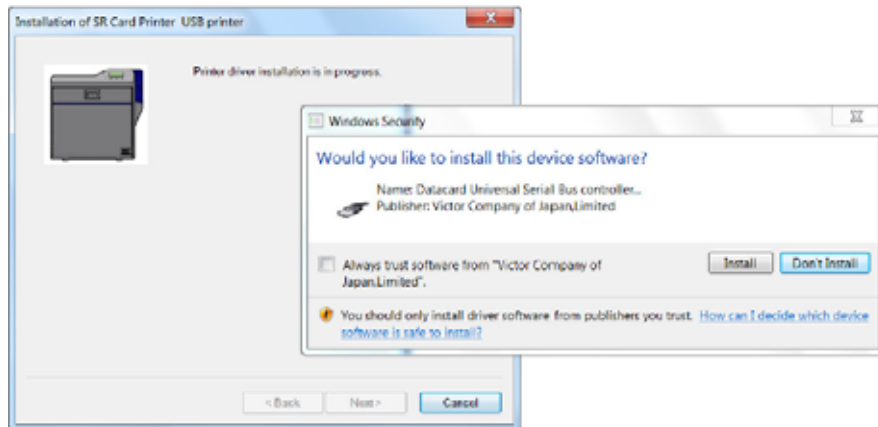 Installation of SR Card Printer USB printer
Printer driver installation is in progress.
Windows Security
Would you like to install this device software?
Name: Datacard Universal Serial Bus controller...
Publisher: Victor Company of Japan,Limited
Always trust software from "Victor Company of
Japan,Limited".
Install
Don't Install
You should only install driver software from publishers you trust. How can I decide which device
software is safe to install?
< Back
Next >
Cancel